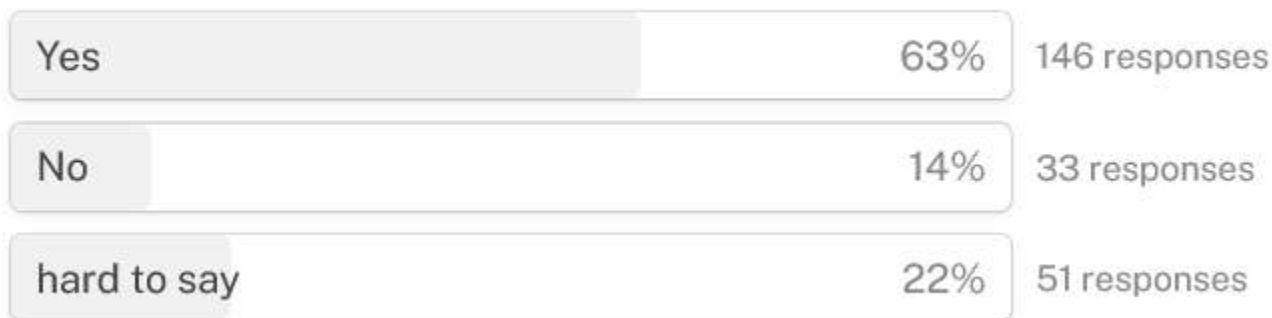 Yes 63% 146 responses
No 14% 33 responses
hard to say 22% 51 responses